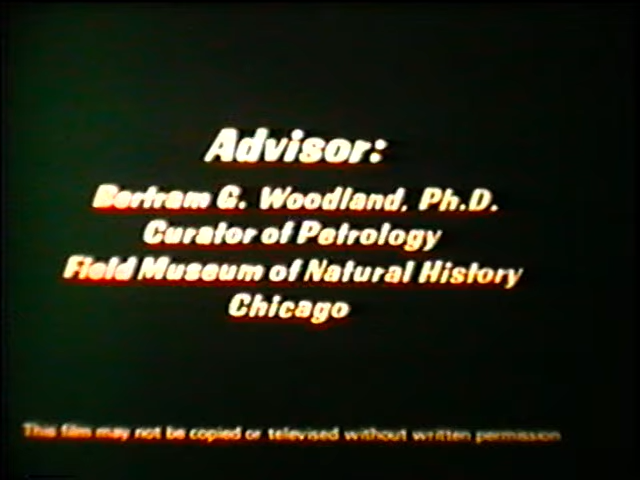 Advisor:
Bertram G. Woodland, Ph.D.
Curator of Petrology
Field Museum of Natural History
Chicago
This film may not be copied or televised without written permission